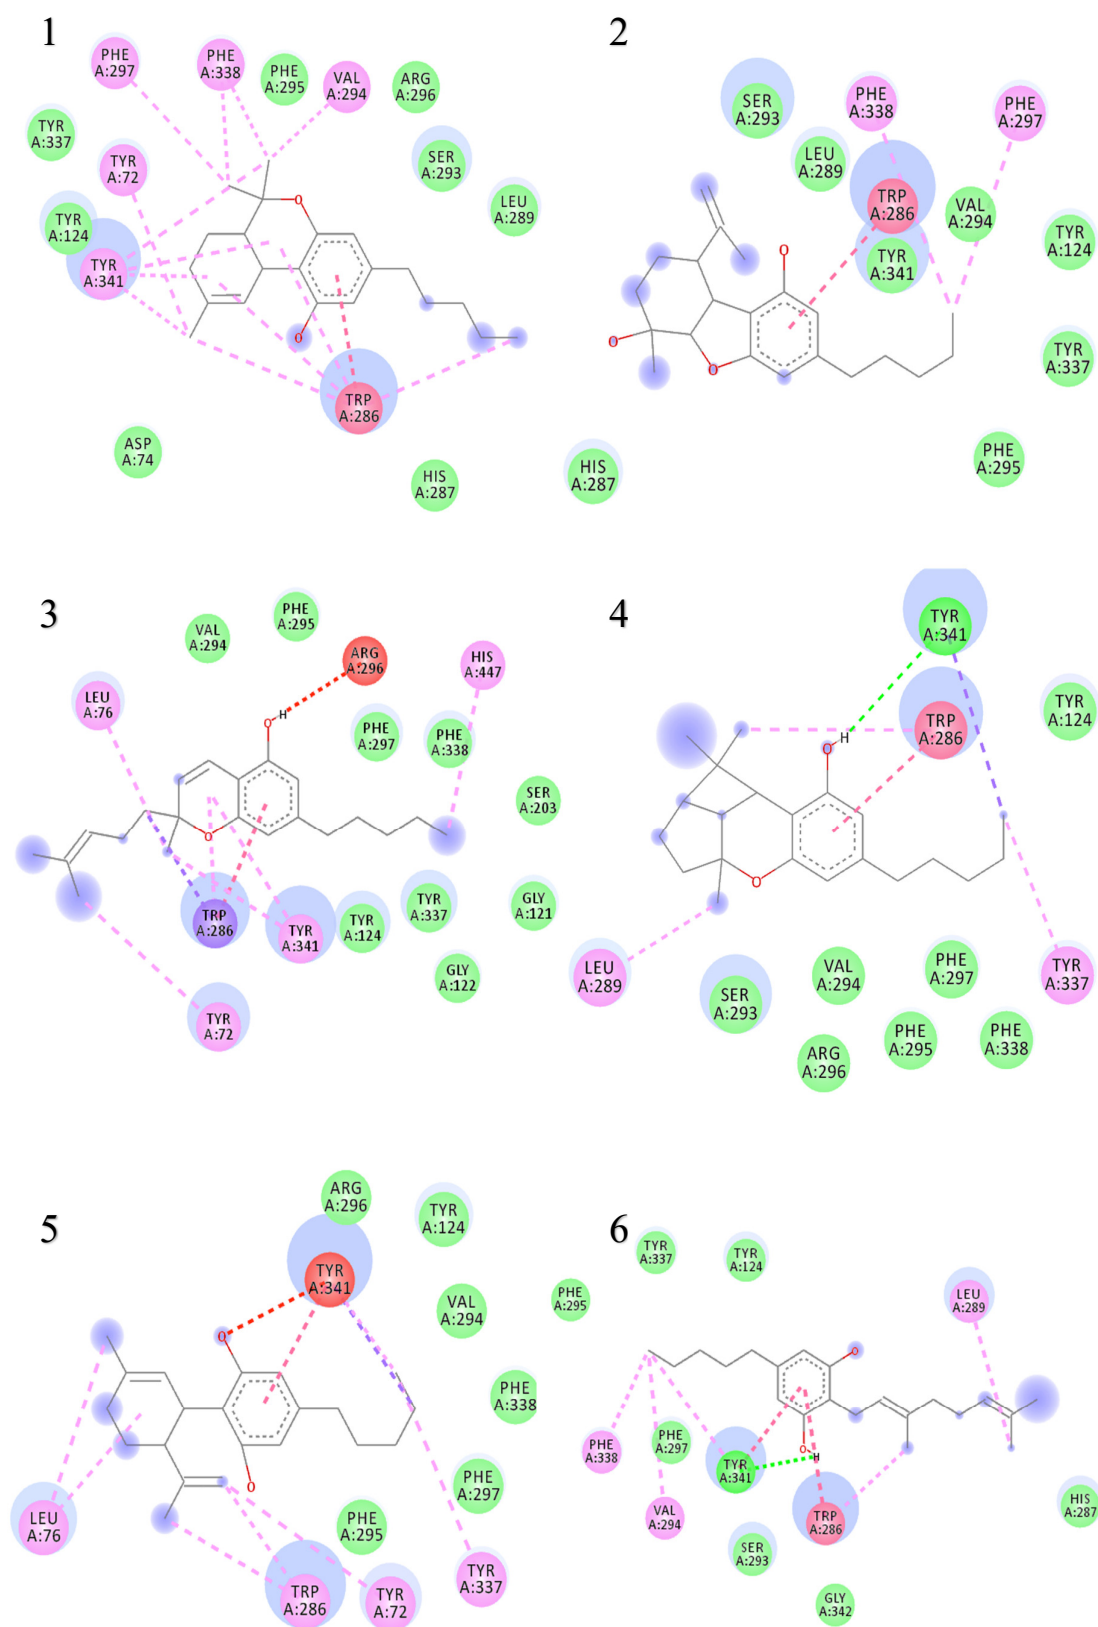 1
PHE
A:297
PHE
A:338
PHE
A:295
VAL
A:294
ARG
A:296
TYR
A:337
TYR
A:72
SER
A:293
TYR
A:124
LEU
A:289
TYR
A:341
O
O
TRP
A:286
ASP
A:74
HIS
A:287
2
SER
A:293
PHE
A:338
PHE
A:297
LEU
A:289
TRP
A:286
VAL
A:294
TYR
A:124
TYR
A:341
O
O
O
TYR
A:337
HIS
A:287
PHE
A:295
3
VAL
A:294
PHE
A:295
ARG
A:296
HIS
A:447
LEU
A:76
O H
PHE
A:297
PHE
A:338
SER
A:203
O
TRP
A:286
TYR
A:341
TYR
A:124
TYR
A:337
GLY
A:121
GLY
A:122
TYR
A:72
4
TYR
A:341
TRP
A:286
TYR
A:124
O H
O
LEU
A:289
SER
A:293
VAL
A:294
PHE
A:297
TYR
A:337
ARG
A:296
PHE
A:295
PHE
A:338
5
ARG
A:296
TYR
A:124
TYR
A:341
VAL
A:294
O
PHE
A:338
O
PHE
A:297
LEU
A:76
PHE
A:295
TRP
A:286
TYR
A:72
TYR
A:337
6
TYR
A:337
TYR
A:124
PHE
A:295
LEU
A:289
O
PHE
A:338
PHE
A:297
O
H
TYR
A:341
VAL
A:294
TRP
A:286
HIS
A:287
SER
A:293
GLY
A:342